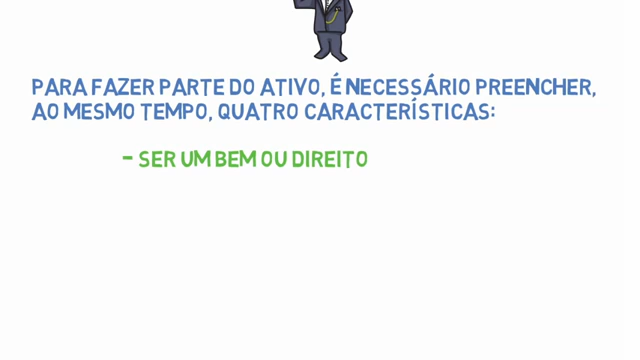 PARA FAZER PARTE DO ATIVO, É NECESSÁRIO PREENCHER,
AO MESMO TEMPO, QUATRO CARACTERÍSTICAS:
- SER UM BEM OU DIREITO